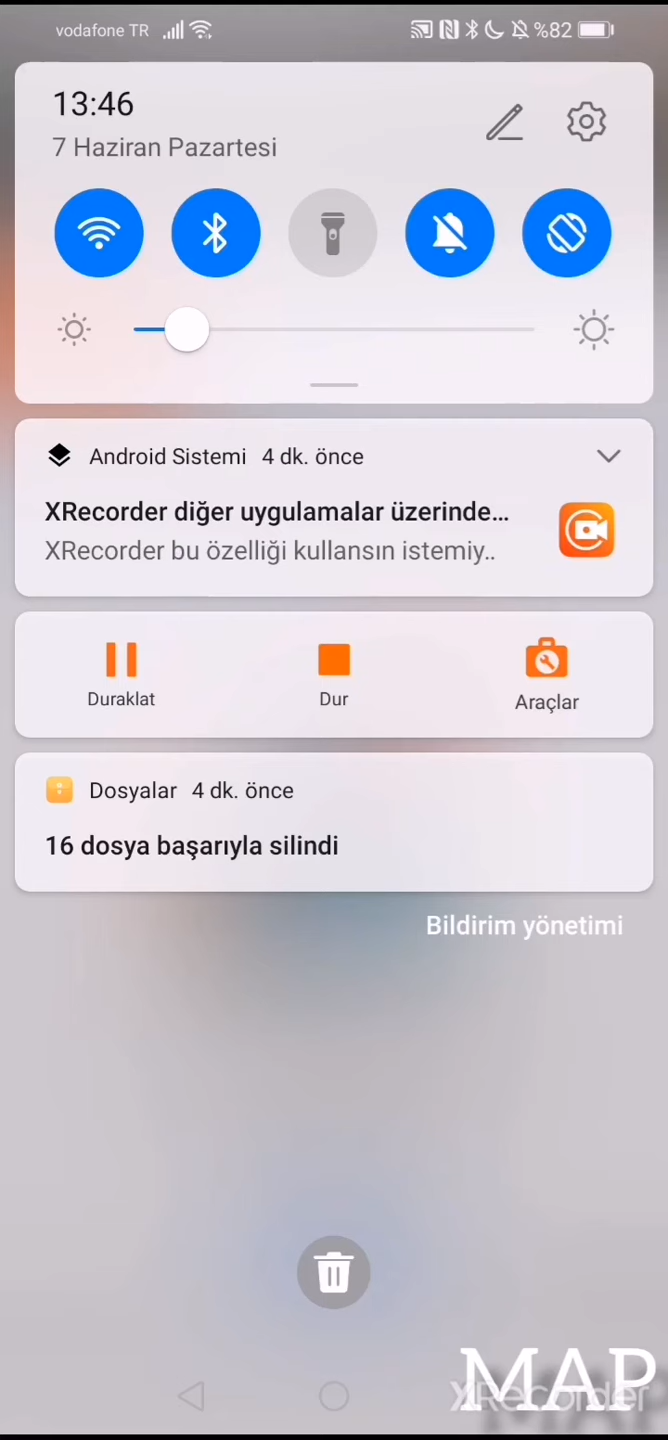 vodafone TR %82
13:46
7 Haziran Pazartesi
Android Sistemi 4 dk. önce
XRecorder diğer uygulamalar üzerinde...
XRecorder bu özelliği kullansın istemiy..
Duraklat Dur Araçlar
Dosyalar 4 dk. önce
16 dosya başarıyla silindi
Bildirim yönetimi
MAP
XRecorder